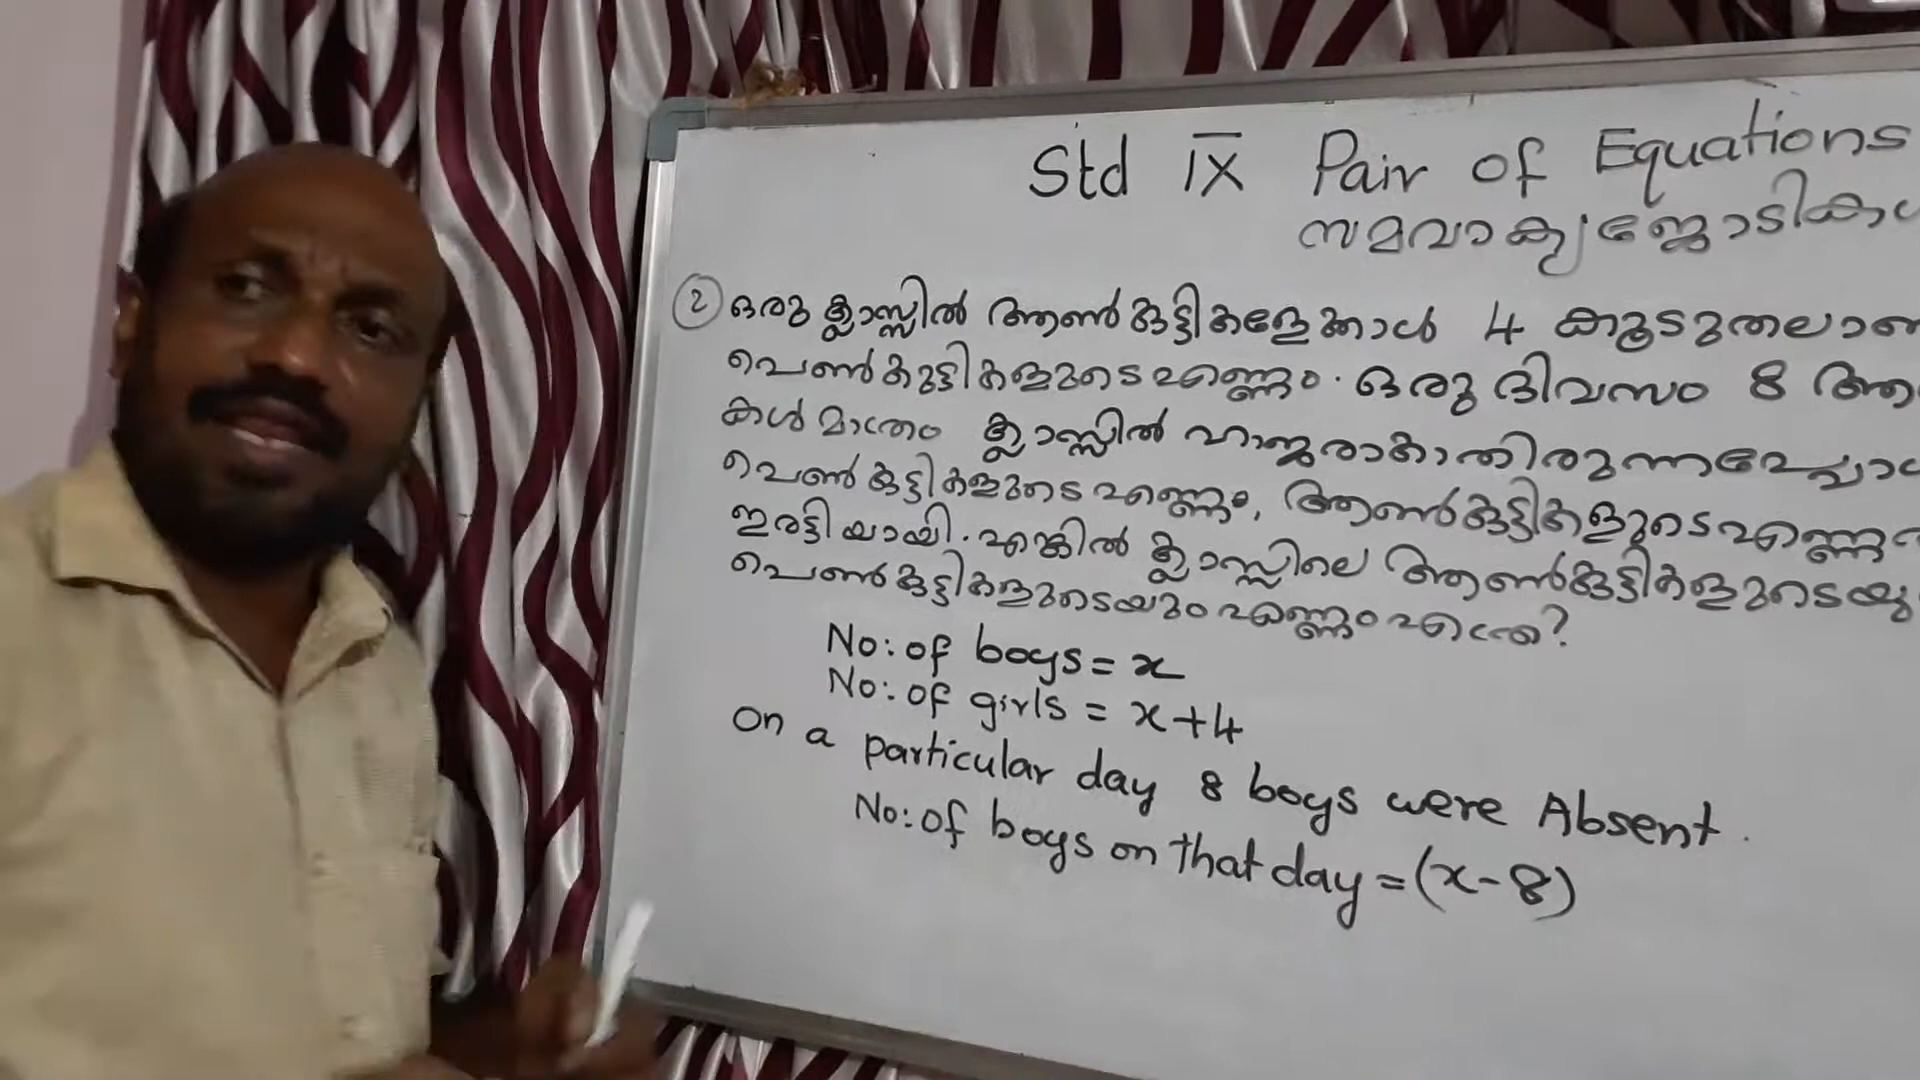 Std IX Pair of Equations
സമവാക്യജോടികൾ
② ഒരു ക്ലാസ്സിൽ ആൺകുട്ടികളേക്കാൾ 4 കൂടുതലാണ്
പെൺകുട്ടികളുടെ എണ്ണം. ഒരു ദിവസം 8 ആൺ
കൾ മാത്രം ക്ലാസ്സിൽ ഹാജരാകാതിരുന്നപ്പോൾ
പെൺകുട്ടികളുടെ എണ്ണം, ആൺകുട്ടികളുടെ എണ്ണ
ഇരട്ടിയായി. എങ്കിൽ ക്ലാസ്സിലെ ആൺകുട്ടികളുടെയും
പെൺകുട്ടികളുടെയും എണ്ണം എത്ര?
No: of boys = x
No: of girls = x+4
On a particular day 8 boys were Absent.
No: of boys on that day = (x-8)